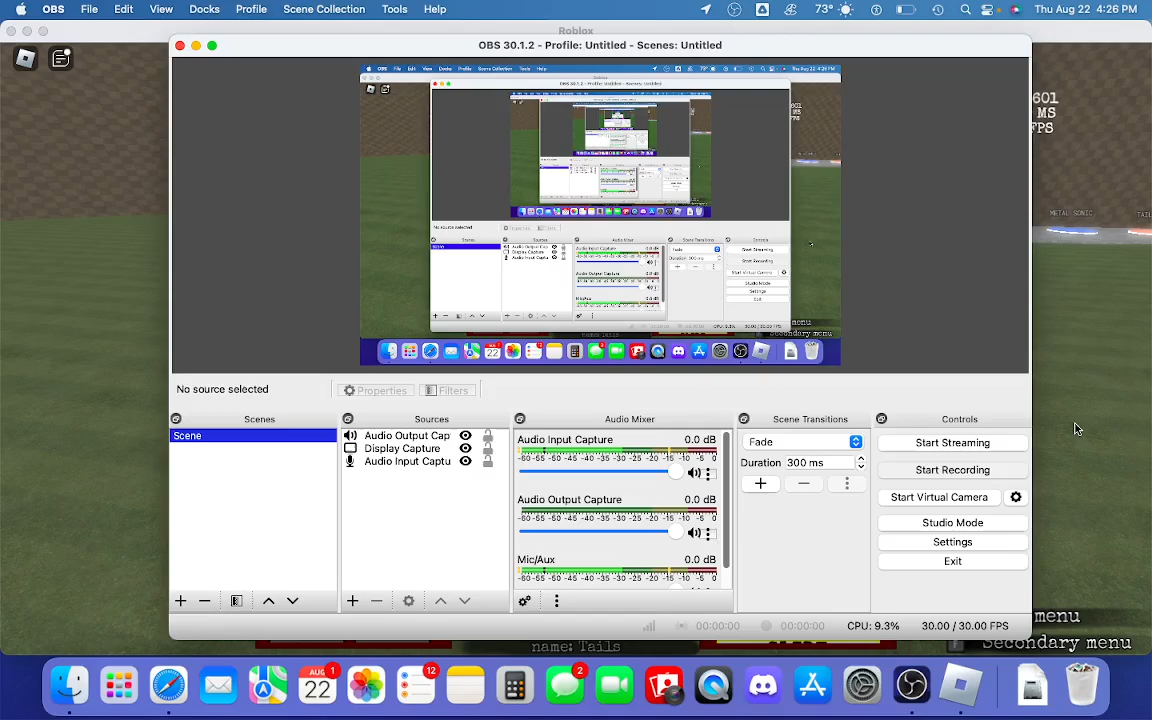 OBS File Edit View Docks Profile Scene Collection Tools Help 73° Thu Aug 22 4:26 PM
Roblox
OBS 30.1.2 - Profile: Untitled - Scenes: Untitled
601
MS
FPS
METAL SONIC
TAIL
No source selected
Properties
Filters
Scenes
Sources
Audio Mixer
Scene Transitions
Controls
Scene
Audio Output Cap
Display Capture
Audio Input Captu
Audio Input Capture 0.0 dB
-60 -55 -50 -45 -40 -35 -30 -25 -20 -15 -10 -5 0
Audio Output Capture 0.0 dB
-60 -55 -50 -45 -40 -35 -30 -25 -20 -15 -10 -5 0
Mic/Aux 0.0 dB
-60 -55 -50 -45 -40 -35 -30 -25 -20 -15 -10 -5 0
Fade
Duration 300 ms
Start Streaming
Start Recording
Start Virtual Camera
Studio Mode
Settings
Exit
00:00:00 00:00:00 CPU: 9.3% 30.00 / 30.00 FPS
menu
Secondary menu
name: Tails
AUG
22
1
12
2